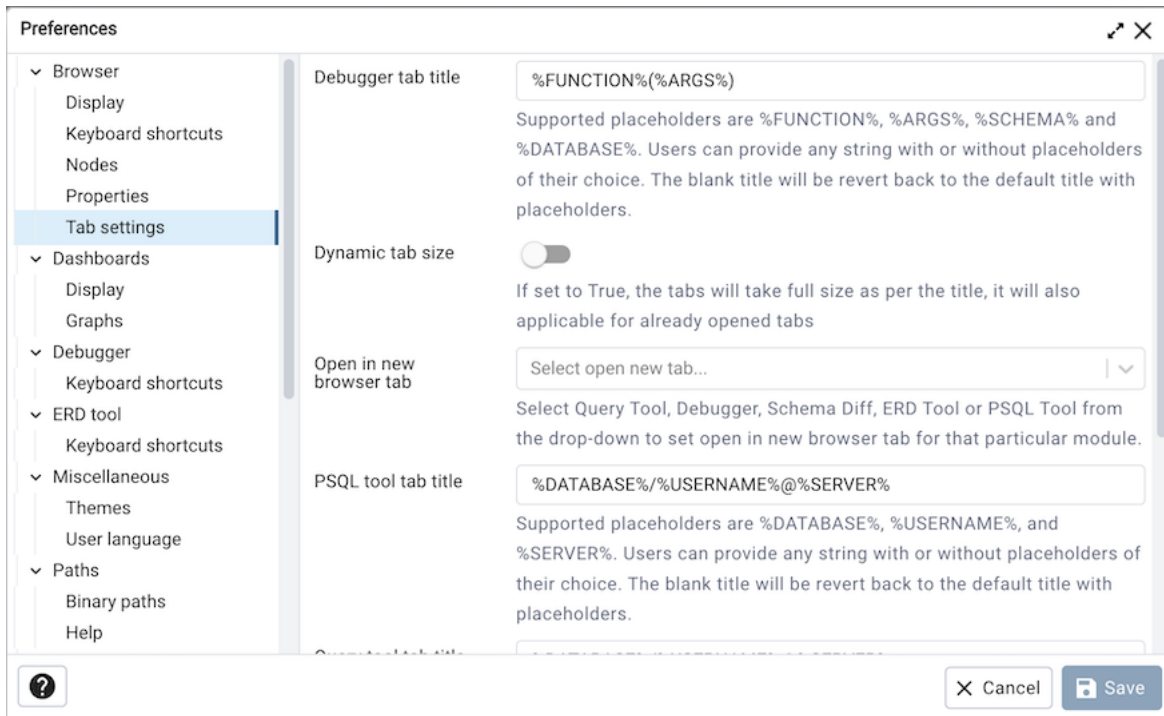 Preferences
Browser
Display
Keyboard shortcuts
Nodes
Properties
Tab settings
Dashboards
Display
Graphs
Debugger
Keyboard shortcuts
ERD tool
Keyboard shortcuts
Miscellaneous
Themes
User language
Paths
Binary paths
Help
Debugger tab title
%FUNCTION%(%ARGS%)
Supported placeholders are %FUNCTION%, %ARGS%, %SCHEMA% and
%DATABASE%. Users can provide any string with or without placeholders
of their choice. The blank title will be revert back to the default title with
placeholders.
Dynamic tab size
If set to True, the tabs will take full size as per the title, it will also
applicable for already opened tabs
Open in new
browser tab
Select open new tab...
Select Query Tool, Debugger, Schema Diff, ERD Tool or PSQL Tool from
the drop-down to set open in new browser tab for that particular module.
PSQL tool tab title
%DATABASE%/%USERNAME%@%SERVER%
Supported placeholders are %DATABASE%, %USERNAME%, and
%SERVER%. Users can provide any string with or without placeholders of
their choice. The blank title will be revert back to the default title with
placeholders.
Query tool tab title
Cancel
Save